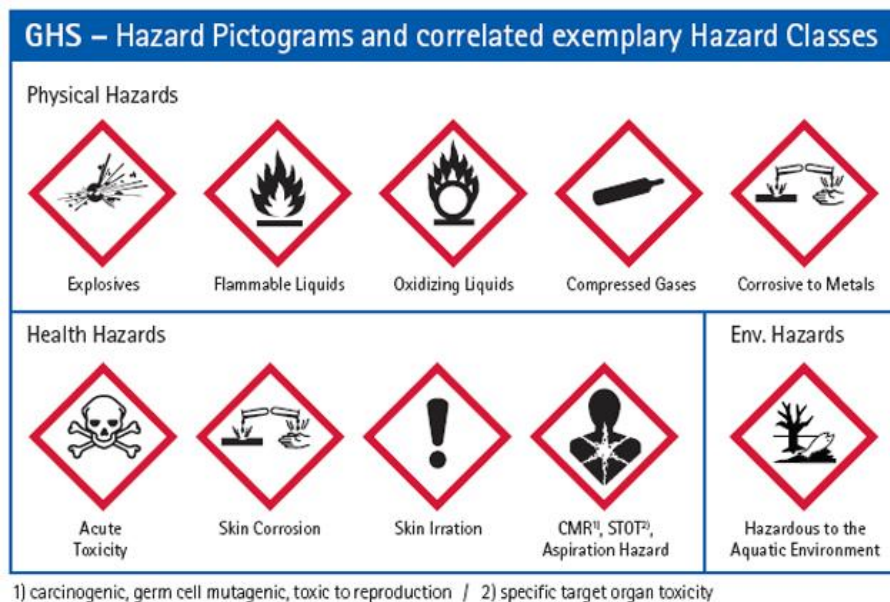 GHS – Hazard Pictograms and correlated exemplary Hazard Classes
Physical Hazards
Explosives
Flammable Liquids
Oxidizing Liquids
Compressed Gases
Corrosive to Metals
Health Hazards
Acute
Toxicity
Skin Corrosion
Skin Irration
CMR¹⁾, STOT²⁾,
Aspiration Hazard
Env. Hazards
Hazardous to the
Aquatic Environment
1) carcinogenic, germ cell mutagenic, toxic to reproduction / 2) specific target organ toxicity